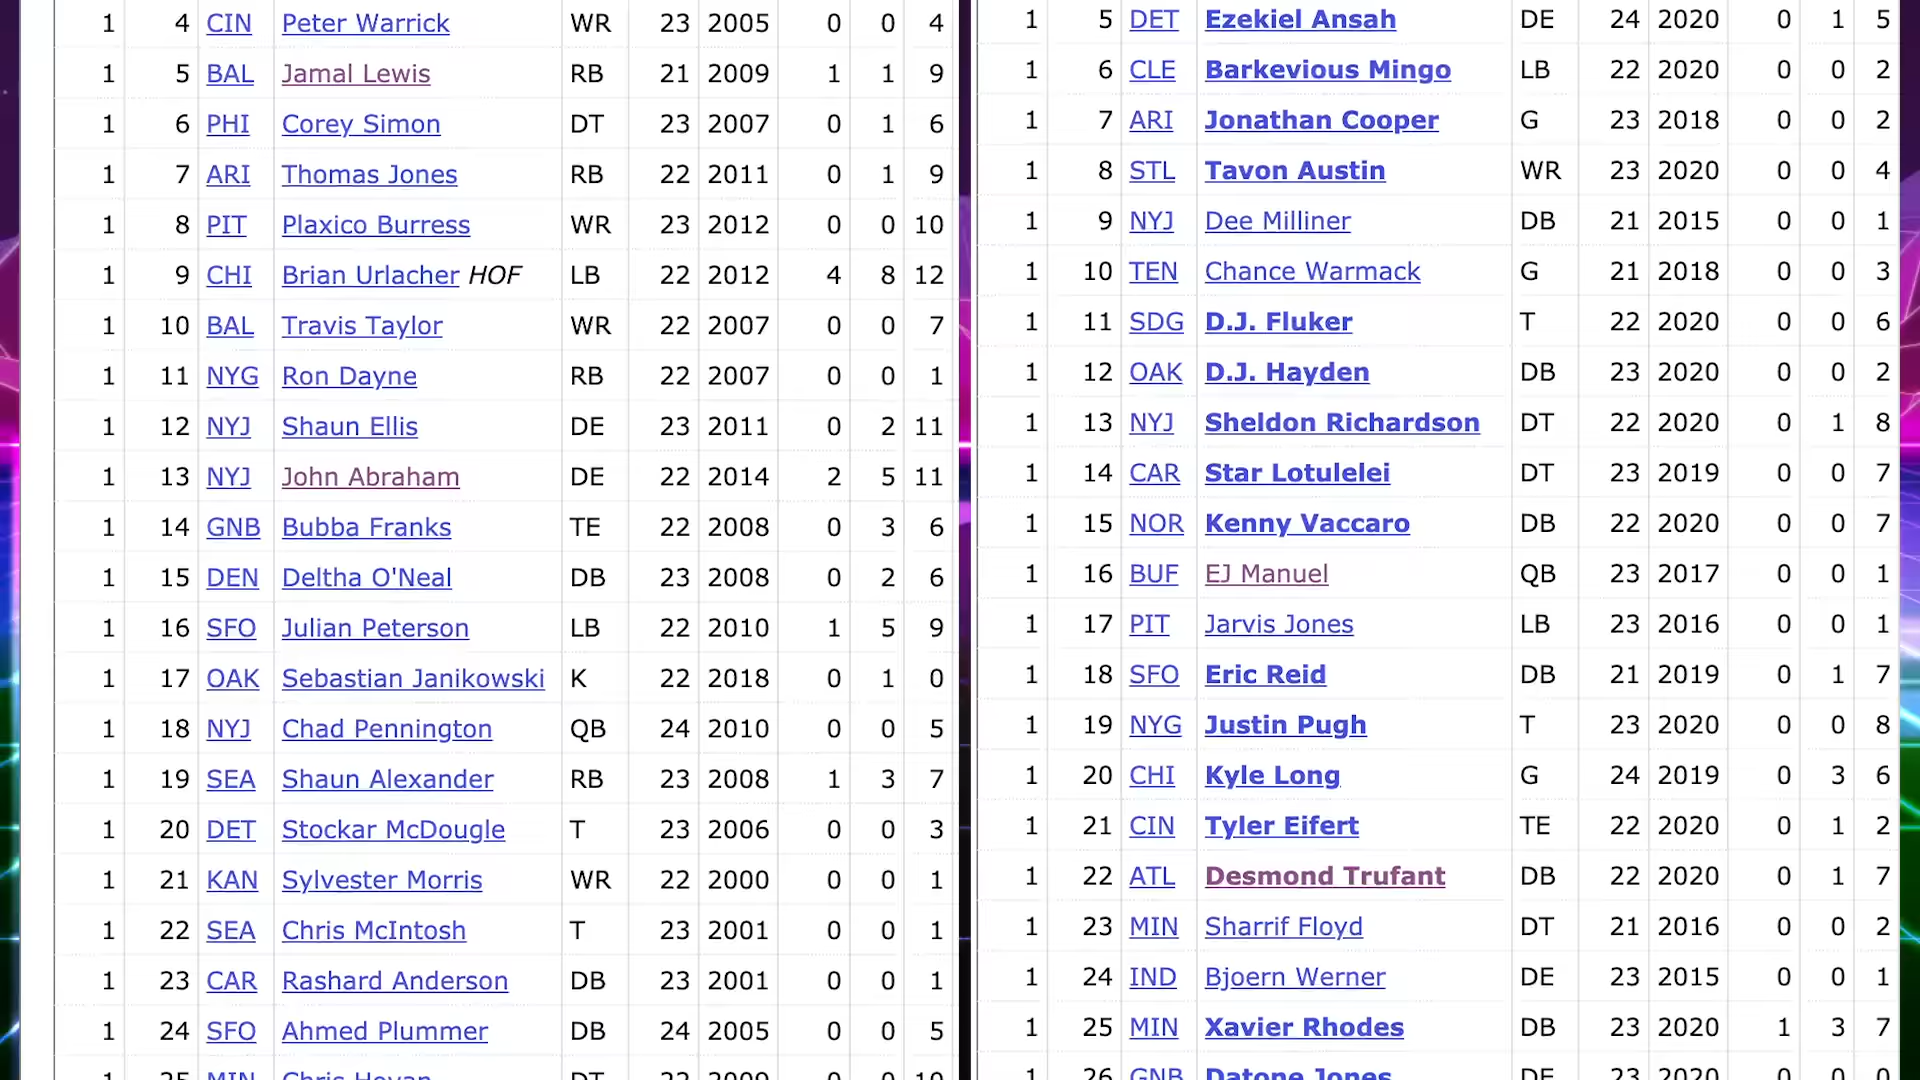 1 4 CIN Peter Warrick WR 23 2005 0 0 4
1 5 BAL Jamal Lewis RB 21 2009 1 1 9
1 6 PHI Corey Simon DT 23 2007 0 1 6
1 7 ARI Thomas Jones RB 22 2011 0 1 9
1 8 PIT Plaxico Burress WR 23 2012 0 0 10
1 9 CHI Brian Urlacher HOF LB 22 2012 4 8 12
1 10 BAL Travis Taylor WR 22 2007 0 0 7
1 11 NYG Ron Dayne RB 22 2007 0 0 1
1 12 NYJ Shaun Ellis DE 23 2011 0 2 11
1 13 NYJ John Abraham DE 22 2014 2 5 11
1 14 GNB Bubba Franks TE 22 2008 0 3 6
1 15 DEN Deltha O'Neal DB 23 2008 0 2 6
1 16 SFO Julian Peterson LB 22 2010 1 5 9
1 17 OAK Sebastian Janikowski K 22 2018 0 1 0
1 18 NYJ Chad Pennington QB 24 2010 0 0 5
1 19 SEA Shaun Alexander RB 23 2008 1 3 7
1 20 DET Stockar McDougle T 23 2006 0 0 3
1 21 KAN Sylvester Morris WR 22 2000 0 0 1
1 22 SEA Chris McIntosh T 23 2001 0 0 1
1 23 CAR Rashard Anderson DB 23 2001 0 0 1
1 24 SFO Ahmed Plummer DB 24 2005 0 0 5
1 25 MIN Chris Hovan DT 22 2009 0 0 10
1 5 DET Ezekiel Ansah DE 24 2020 0 1 5
1 6 CLE Barkevious Mingo LB 22 2020 0 0 2
1 7 ARI Jonathan Cooper G 23 2018 0 0 2
1 8 STL Tavon Austin WR 23 2020 0 0 4
1 9 NYJ Dee Milliner DB 21 2015 0 0 1
1 10 TEN Chance Warmack G 21 2018 0 0 3
1 11 SDG D.J. Fluker T 22 2020 0 0 6
1 12 OAK D.J. Hayden DB 23 2020 0 0 2
1 13 NYJ Sheldon Richardson DT 22 2020 0 1 8
1 14 CAR Star Lotulelei DT 23 2019 0 0 7
1 15 NOR Kenny Vaccaro DB 22 2020 0 0 7
1 16 BUF EJ Manuel QB 23 2017 0 0 1
1 17 PIT Jarvis Jones LB 23 2016 0 0 1
1 18 SFO Eric Reid DB 21 2019 0 1 7
1 19 NYG Justin Pugh T 23 2020 0 0 8
1 20 CHI Kyle Long G 24 2019 0 3 6
1 21 CIN Tyler Eifert TE 22 2020 0 1 2
1 22 ATL Desmond Trufant DB 22 2020 0 1 7
1 23 MIN Sharrif Floyd DT 21 2016 0 0 2
1 24 IND Bjoern Werner DE 23 2015 0 0 1
1 25 MIN Xavier Rhodes DB 23 2020 1 3 7
1 26 GNB Datone Jones DE 23 2020 0 0 0